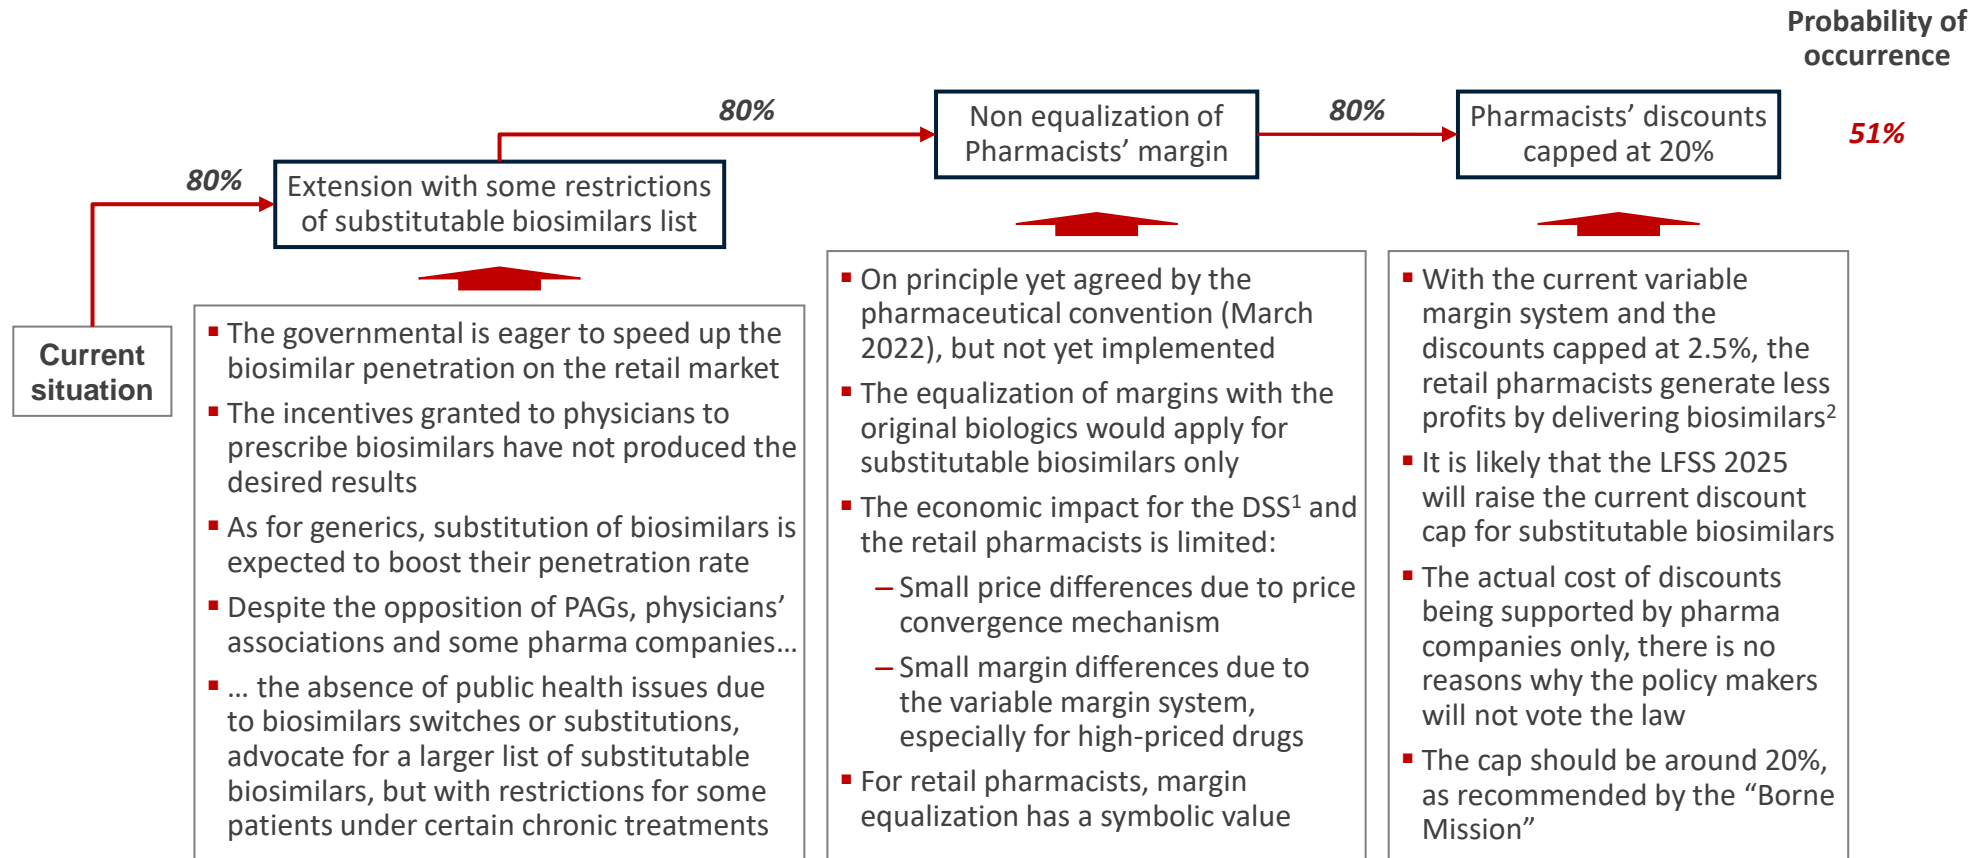 Probability of
occurrence
80%
Non equalization of
Pharmacists’ margin
80%
Pharmacists’ discounts
capped at 20%
51%
80%
Extension with some restrictions
of substitutable biosimilars list
Current
situation
▪ The governmental is eager to speed up the
biosimilar penetration on the retail market
▪ The incentives granted to physicians to
prescribe biosimilars have not produced the
desired results
▪ As for generics, substitution of biosimilars is
expected to boost their penetration rate
▪ Despite the opposition of PAGs, physicians’
associations and some pharma companies…
▪ … the absence of public health issues due
to biosimilars switches or substitutions,
advocate for a larger list of substitutable
biosimilars, but with restrictions for some
patients under certain chronic treatments
▪ On principle yet agreed by the
pharmaceutical convention (March
2022), but not yet implemented
▪ The equalization of margins with the
original biologics would apply for
substitutable biosimilars only
▪ The economic impact for the DSS¹ and
the retail pharmacists is limited:
– Small price differences due to price
convergence mechanism
– Small margin differences due to
the variable margin system,
especially for high-priced drugs
▪ For retail pharmacists, margin
equalization has a symbolic value
▪ With the current variable
margin system and the
discounts capped at 2.5%, the
retail pharmacists generate less
profits by delivering biosimilars²
▪ It is likely that the LFSS 2025
will raise the current discount
cap for substitutable biosimilars
▪ The actual cost of discounts
being supported by pharma
companies only, there is no
reasons why the policy makers
will not vote the law
▪ The cap should be around 20%,
as recommended by the “Borne
Mission”